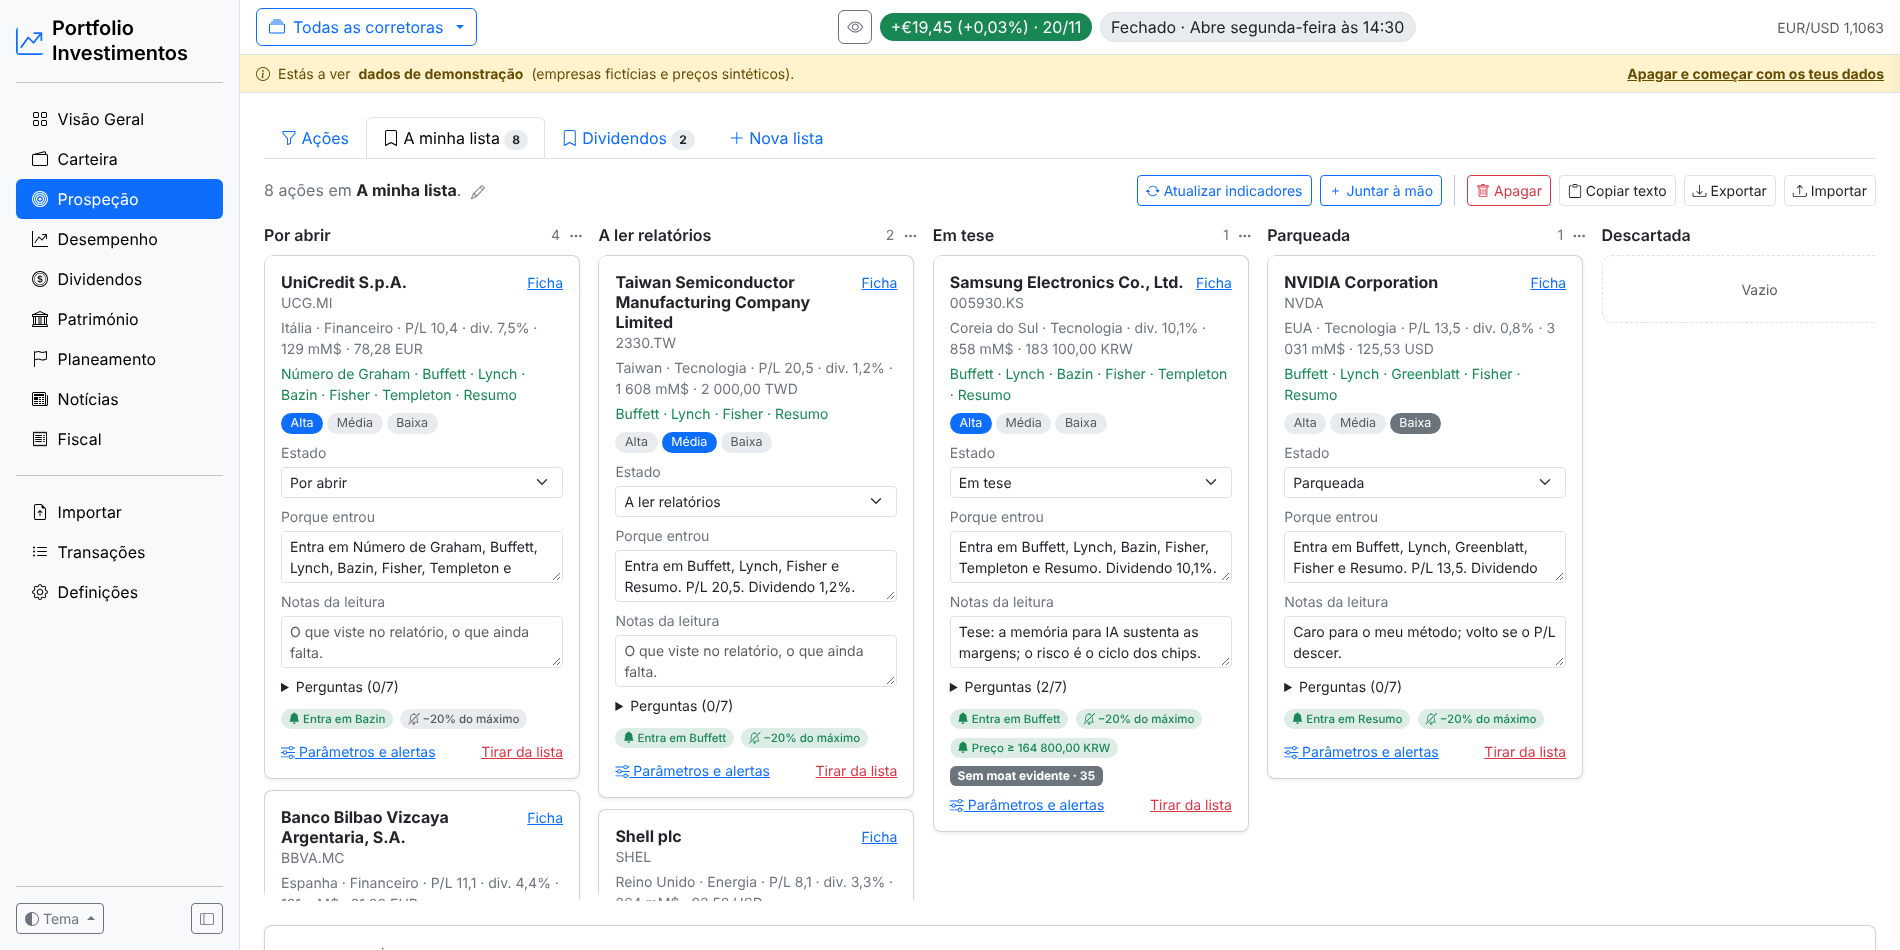 Portfolio
Investimentos
Visão Geral
Carteira
Prospeção
Desempenho
Dividendos
Património
Planeamento
Notícias
Fiscal
Importar
Transações
Definições
Tema
Todas as corretoras
+€19,45 (+0,03%) · 20/11
Fechado · Abre segunda-feira às 14:30
EUR/USD 1,1063
Estás a ver dados de demonstração (empresas fictícias e preços sintéticos).
Apagar e começar com os teus dados
Ações
A minha lista 8
Dividendos 2
+ Nova lista
8 ações em A minha lista.
Atualizar indicadores
+ Juntar à mão
Apagar
Copiar texto
Exportar
Importar
Por abrir 4 ···
UniCredit S.p.A. Ficha
UCG.MI
Itália · Financeiro · P/L 10,4 · div. 7,5% ·
129 mM$ · 78,28 EUR
Número de Graham · Buffett · Lynch ·
Bazin · Fisher · Templeton · Resumo
Alta Média Baixa
Estado
Por abrir
Porque entrou
Entra em Número de Graham, Buffett,
Lynch, Bazin, Fisher, Templeton e
Notas da leitura
O que viste no relatório, o que ainda
falta.
Perguntas (0/7)
Entra em Bazin
−20% do máximo
Parâmetros e alertas
Tirar da lista
Banco Bilbao Vizcaya
Argentaria, S.A.
Ficha
BBVA.MC
Espanha · Financeiro · P/L 11,1 · div. 4,4% ·
A ler relatórios 2 ···
Taiwan Semiconductor
Manufacturing Company
Limited
Ficha
2330.TW
Taiwan · Tecnologia · P/L 20,5 · div. 1,2% ·
1 608 mM$ · 2 000,00 TWD
Buffett · Lynch · Fisher · Resumo
Alta Média Baixa
Estado
A ler relatórios
Porque entrou
Entra em Buffett, Lynch, Fisher e
Resumo. P/L 20,5. Dividendo 1,2%.
Notas da leitura
O que viste no relatório, o que ainda
falta.
Perguntas (0/7)
Entra em Buffett
−20% do máximo
Parâmetros e alertas
Tirar da lista
Shell plc Ficha
SHEL
Reino Unido · Energia · P/L 8,1 · div. 3,3% ·
Em tese 1 ···
Samsung Electronics Co., Ltd. Ficha
005930.KS
Coreia do Sul · Tecnologia · div. 10,1% ·
858 mM$ · 183 100,00 KRW
Buffett · Lynch · Bazin · Fisher · Templeton
· Resumo
Alta Média Baixa
Estado
Em tese
Porque entrou
Entra em Buffett, Lynch, Bazin, Fisher,
Templeton e Resumo. Dividendo 10,1%.
Notas da leitura
Tese: a memória para IA sustenta as
margens; o risco é o ciclo dos chips.
Perguntas (2/7)
Entra em Buffett
−20% do máximo
Preço ≥ 164 800,00 KRW
Sem moat evidente · 35
Parâmetros e alertas
Tirar da lista
Parqueada 1 ···
NVIDIA Corporation Ficha
NVDA
EUA · Tecnologia · P/L 13,5 · div. 0,8% · 3
031 mM$ · 125,53 USD
Buffett · Lynch · Greenblatt · Fisher ·
Resumo
Alta Média Baixa
Estado
Parqueada
Porque entrou
Entra em Buffett, Lynch, Greenblatt,
Fisher e Resumo. P/L 13,5. Dividendo
Notas da leitura
Caro para o meu método; volto se o P/L
descer.
Perguntas (0/7)
Entra em Resumo
−20% do máximo
Parâmetros e alertas
Tirar da lista
Descartada
Vazio